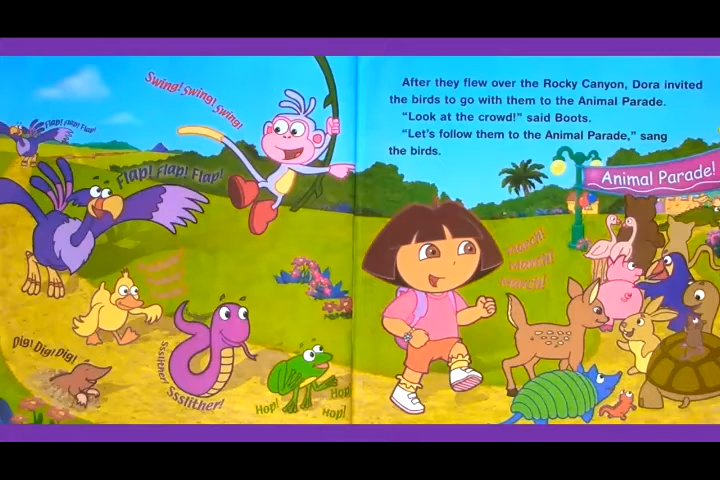 Swing! Swing! Swing!
Flap! Flap! Flap!
Flap! Flap! Flap!
Dig! Dig! Dig!
Ssslither!
Ssslither!
Hop!
Hop!
Hop!
After they flew over the Rocky Canyon, Dora invited
the birds to go with them to the Animal Parade.
"Look at the crowd!" said Boots.
"Let's follow them to the Animal Parade," sang
the birds.
Animal Parade!
March!
March!
March!